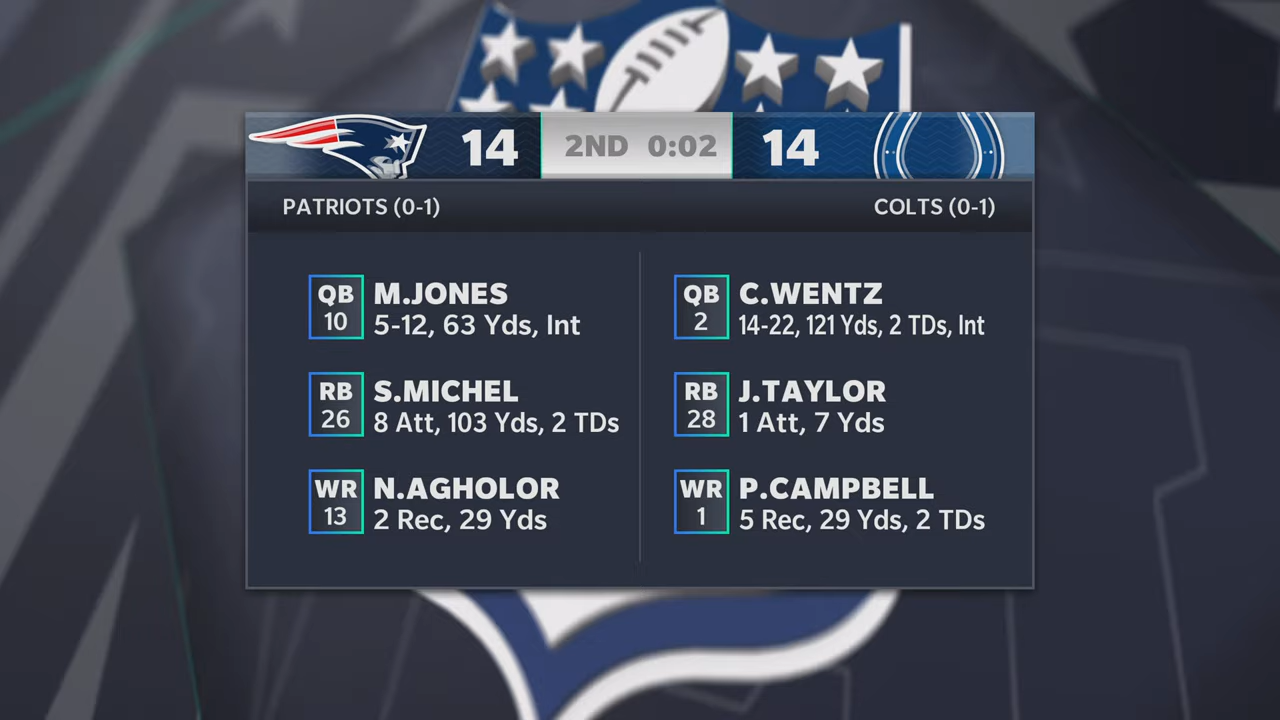 14 2ND 0:02 14
PATRIOTS (0-1) COLTS (0-1)
QB M.JONES
10 5-12, 63 Yds, Int
QB C.WENTZ
2 14-22, 121 Yds, 2 TDs, Int
RB S.MICHEL
26 8 Att, 103 Yds, 2 TDs
RB J.TAYLOR
28 1 Att, 7 Yds
WR N.AGHOLOR
13 2 Rec, 29 Yds
WR P.CAMPBELL
1 5 Rec, 29 Yds, 2 TDs